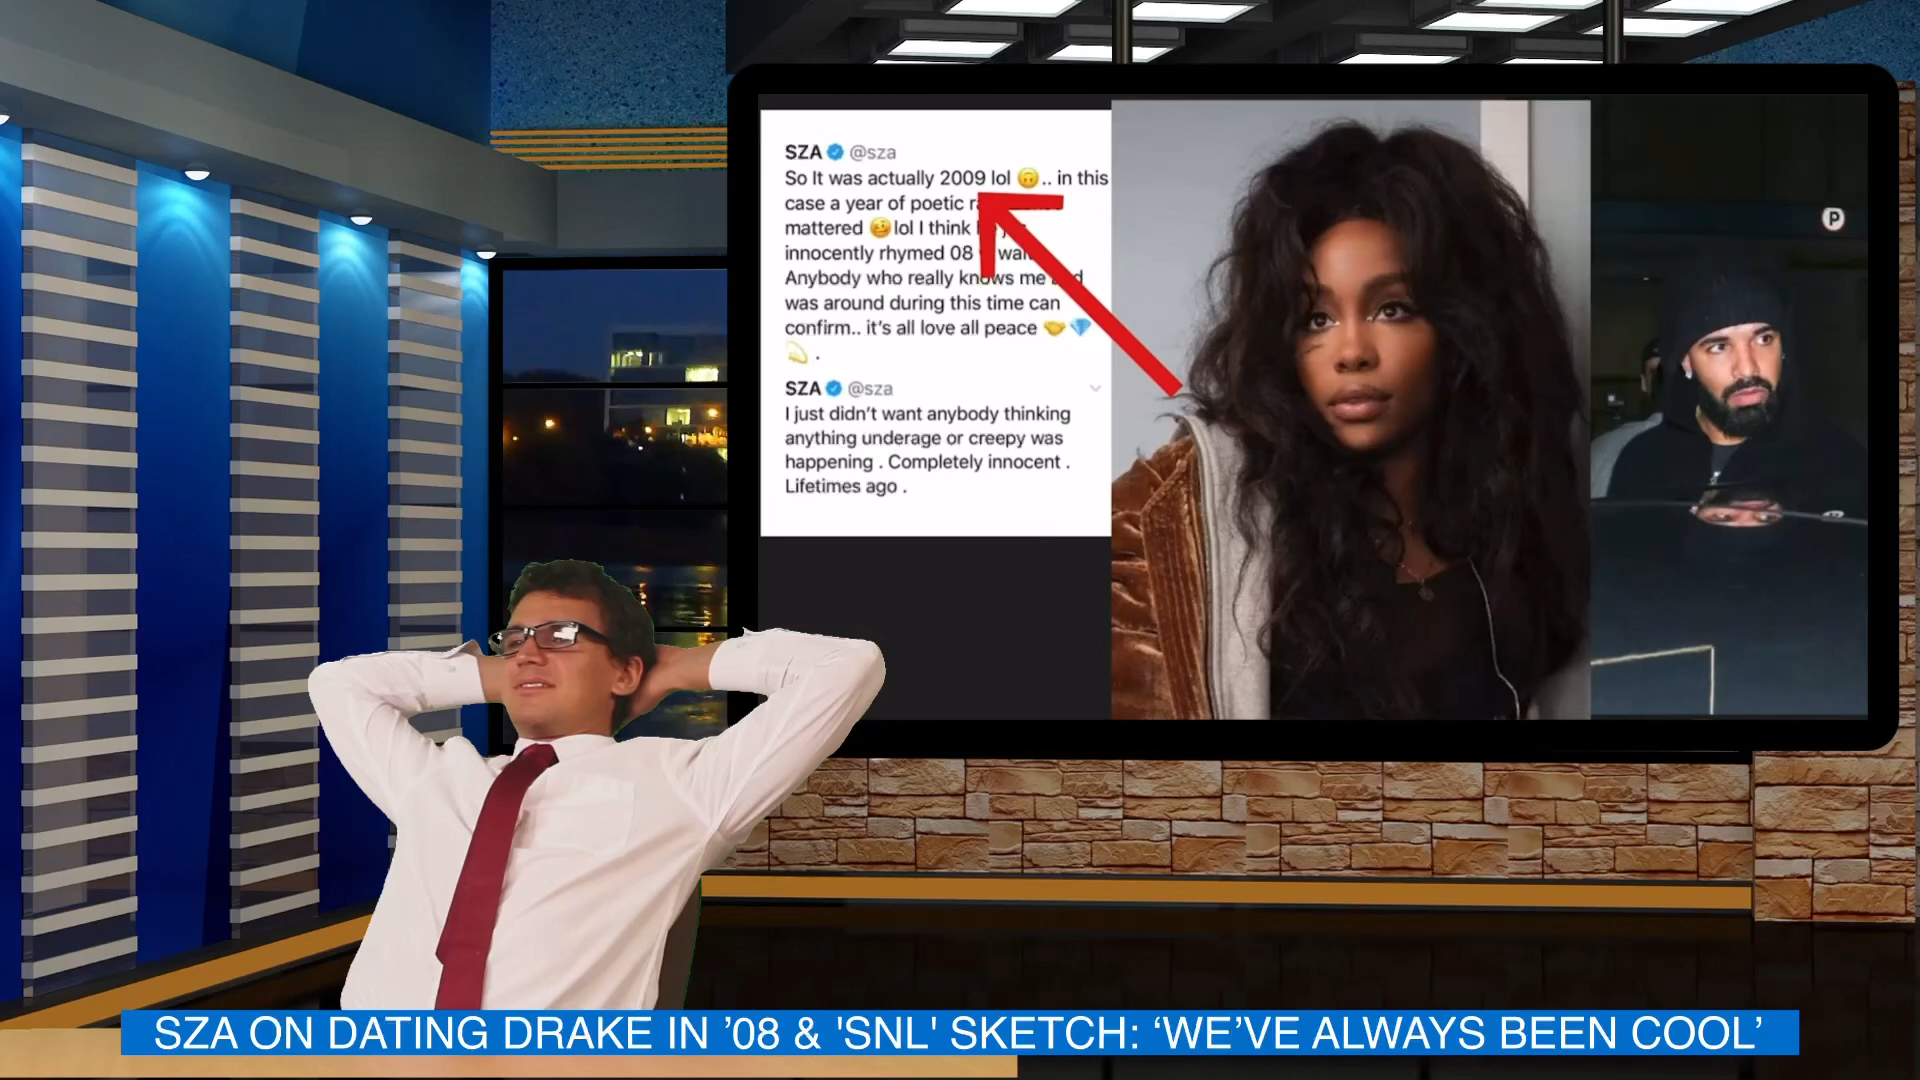 SZA @sza
So It was actually 2009 lol 🙃.. in this
case a year of poetic
mattered 🥴 lol I think
innocently rhymed 08
Anybody who really knows me
was around during this time can
confirm.. it's all love all peace 🤝💎
💫 .
SZA @sza
I just didn't want anybody thinking
anything underage or creepy was
happening . Completely innocent .
Lifetimes ago .
P
SZA ON DATING DRAKE IN ’08 & 'SNL' SKETCH: ‘WE’VE ALWAYS BEEN COOL’